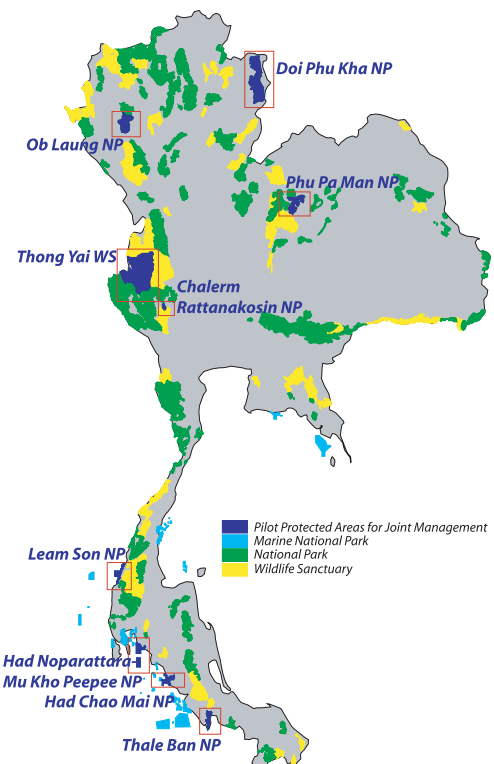 Doi Phu Kha NP
Ob Laung NP
Phu Pa Man NP
Thong Yai WS
Chalerm
Rattanakosin NP
Pilot Protected Areas for Joint Management
Marine National Park
National Park
Wildlife Sanctuary
Leam Son NP
Had Noparattara
Mu Kho Peepee NP
Had Chao Mai NP
Thale Ban NP